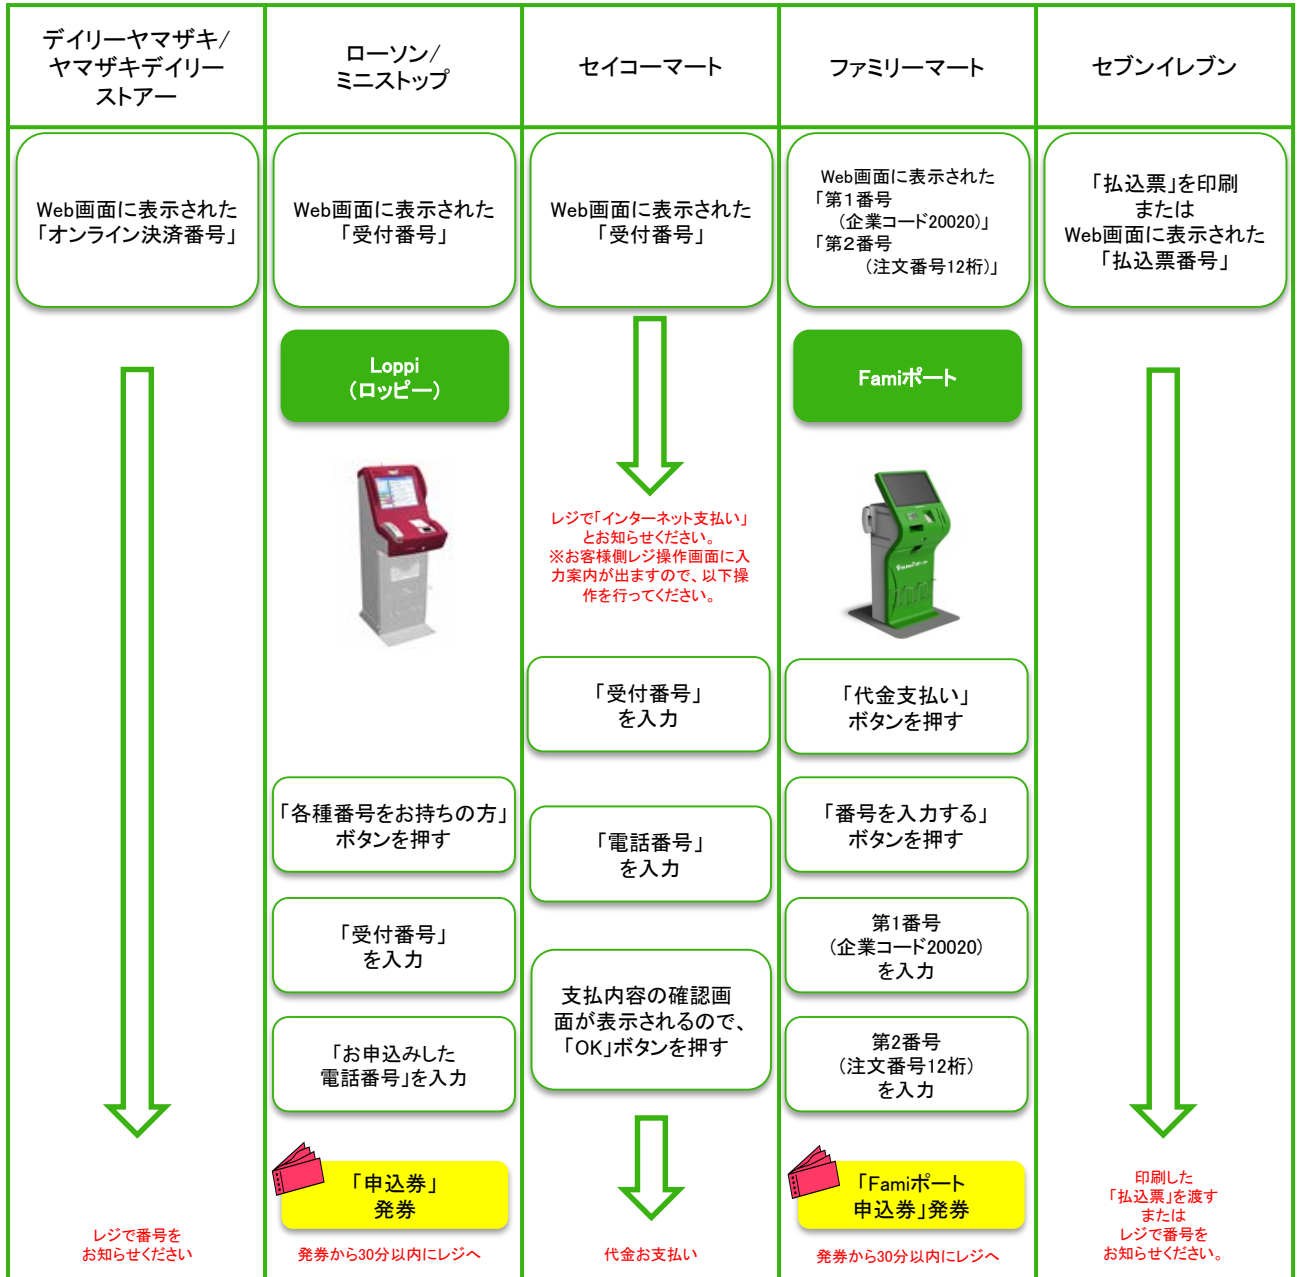 デイリーヤマザキ/
ヤマザキデイリー
ストアー
ローソン/
ミニストップ
セイコーマート
ファミリーマート
セブンイレブン
Web画面に表示された
「オンライン決済番号」
レジで番号を
お知らせください
Web画面に表示された
「受付番号」
Loppi
(ロッピー)
「各種番号をお持ちの方」
ボタンを押す
「受付番号」
を入力
「お申込みした
電話番号」を入力
「申込券」
発券
発券から30分以内にレジへ
Web画面に表示された
「受付番号」
レジで「インターネット支払い」
とお知らせください。
※お客様側レジ操作画面に入
力案内が出ますので、以下操
作を行ってください。
「受付番号」
を入力
「電話番号」
を入力
支払内容の確認画
面が表示されるので、
「OK」ボタンを押す
代金お支払い
Web画面に表示された
「第1番号
(企業コード20020)」
「第2番号
(注文番号12桁)」
Famiポート
Famiポート
「代金支払い」
ボタンを押す
「番号を入力する」
ボタンを押す
第1番号
(企業コード20020)
を入力
第2番号
(注文番号12桁)
を入力
「Famiポート
申込券」発券
発券から30分以内にレジへ
「払込票」を印刷
または
Web画面に表示された
「払込票番号」
印刷した
「払込票」を渡す
または
レジで番号を
お知らせください。